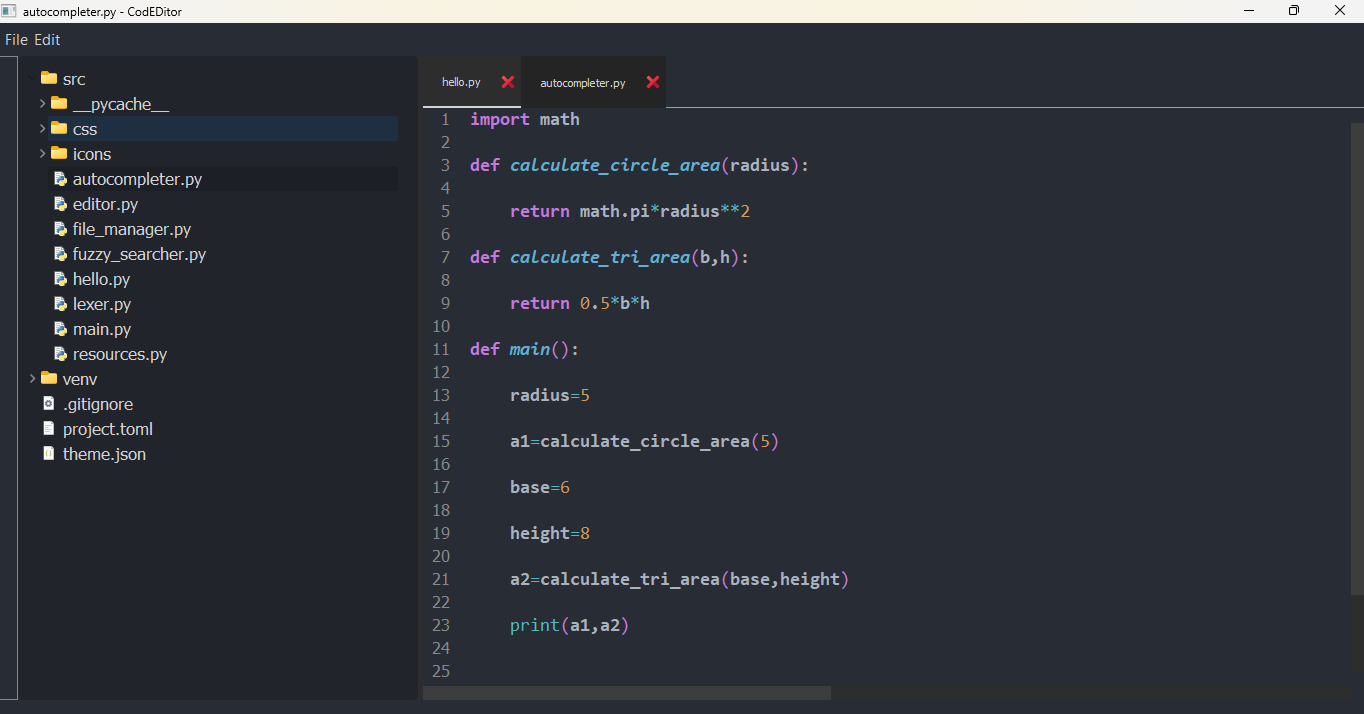 autocompleter.py - CodEDitor
File Edit
src
__pycache__
css
icons
autocompleter.py
editor.py
file_manager.py
fuzzy_searcher.py
hello.py
lexer.py
main.py
resources.py
venv
.gitignore
project.toml
theme.json
hello.py autocompleter.py
1 import math
2
3 def calculate_circle_area(radius):
4
5     return math.pi*radius**2
6
7 def calculate_tri_area(b,h):
8
9     return 0.5*b*h
10
11 def main():
12
13     radius=5
14
15     a1=calculate_circle_area(5)
16
17     base=6
18
19     height=8
20
21     a2=calculate_tri_area(base,height)
22
23     print(a1,a2)
24
25